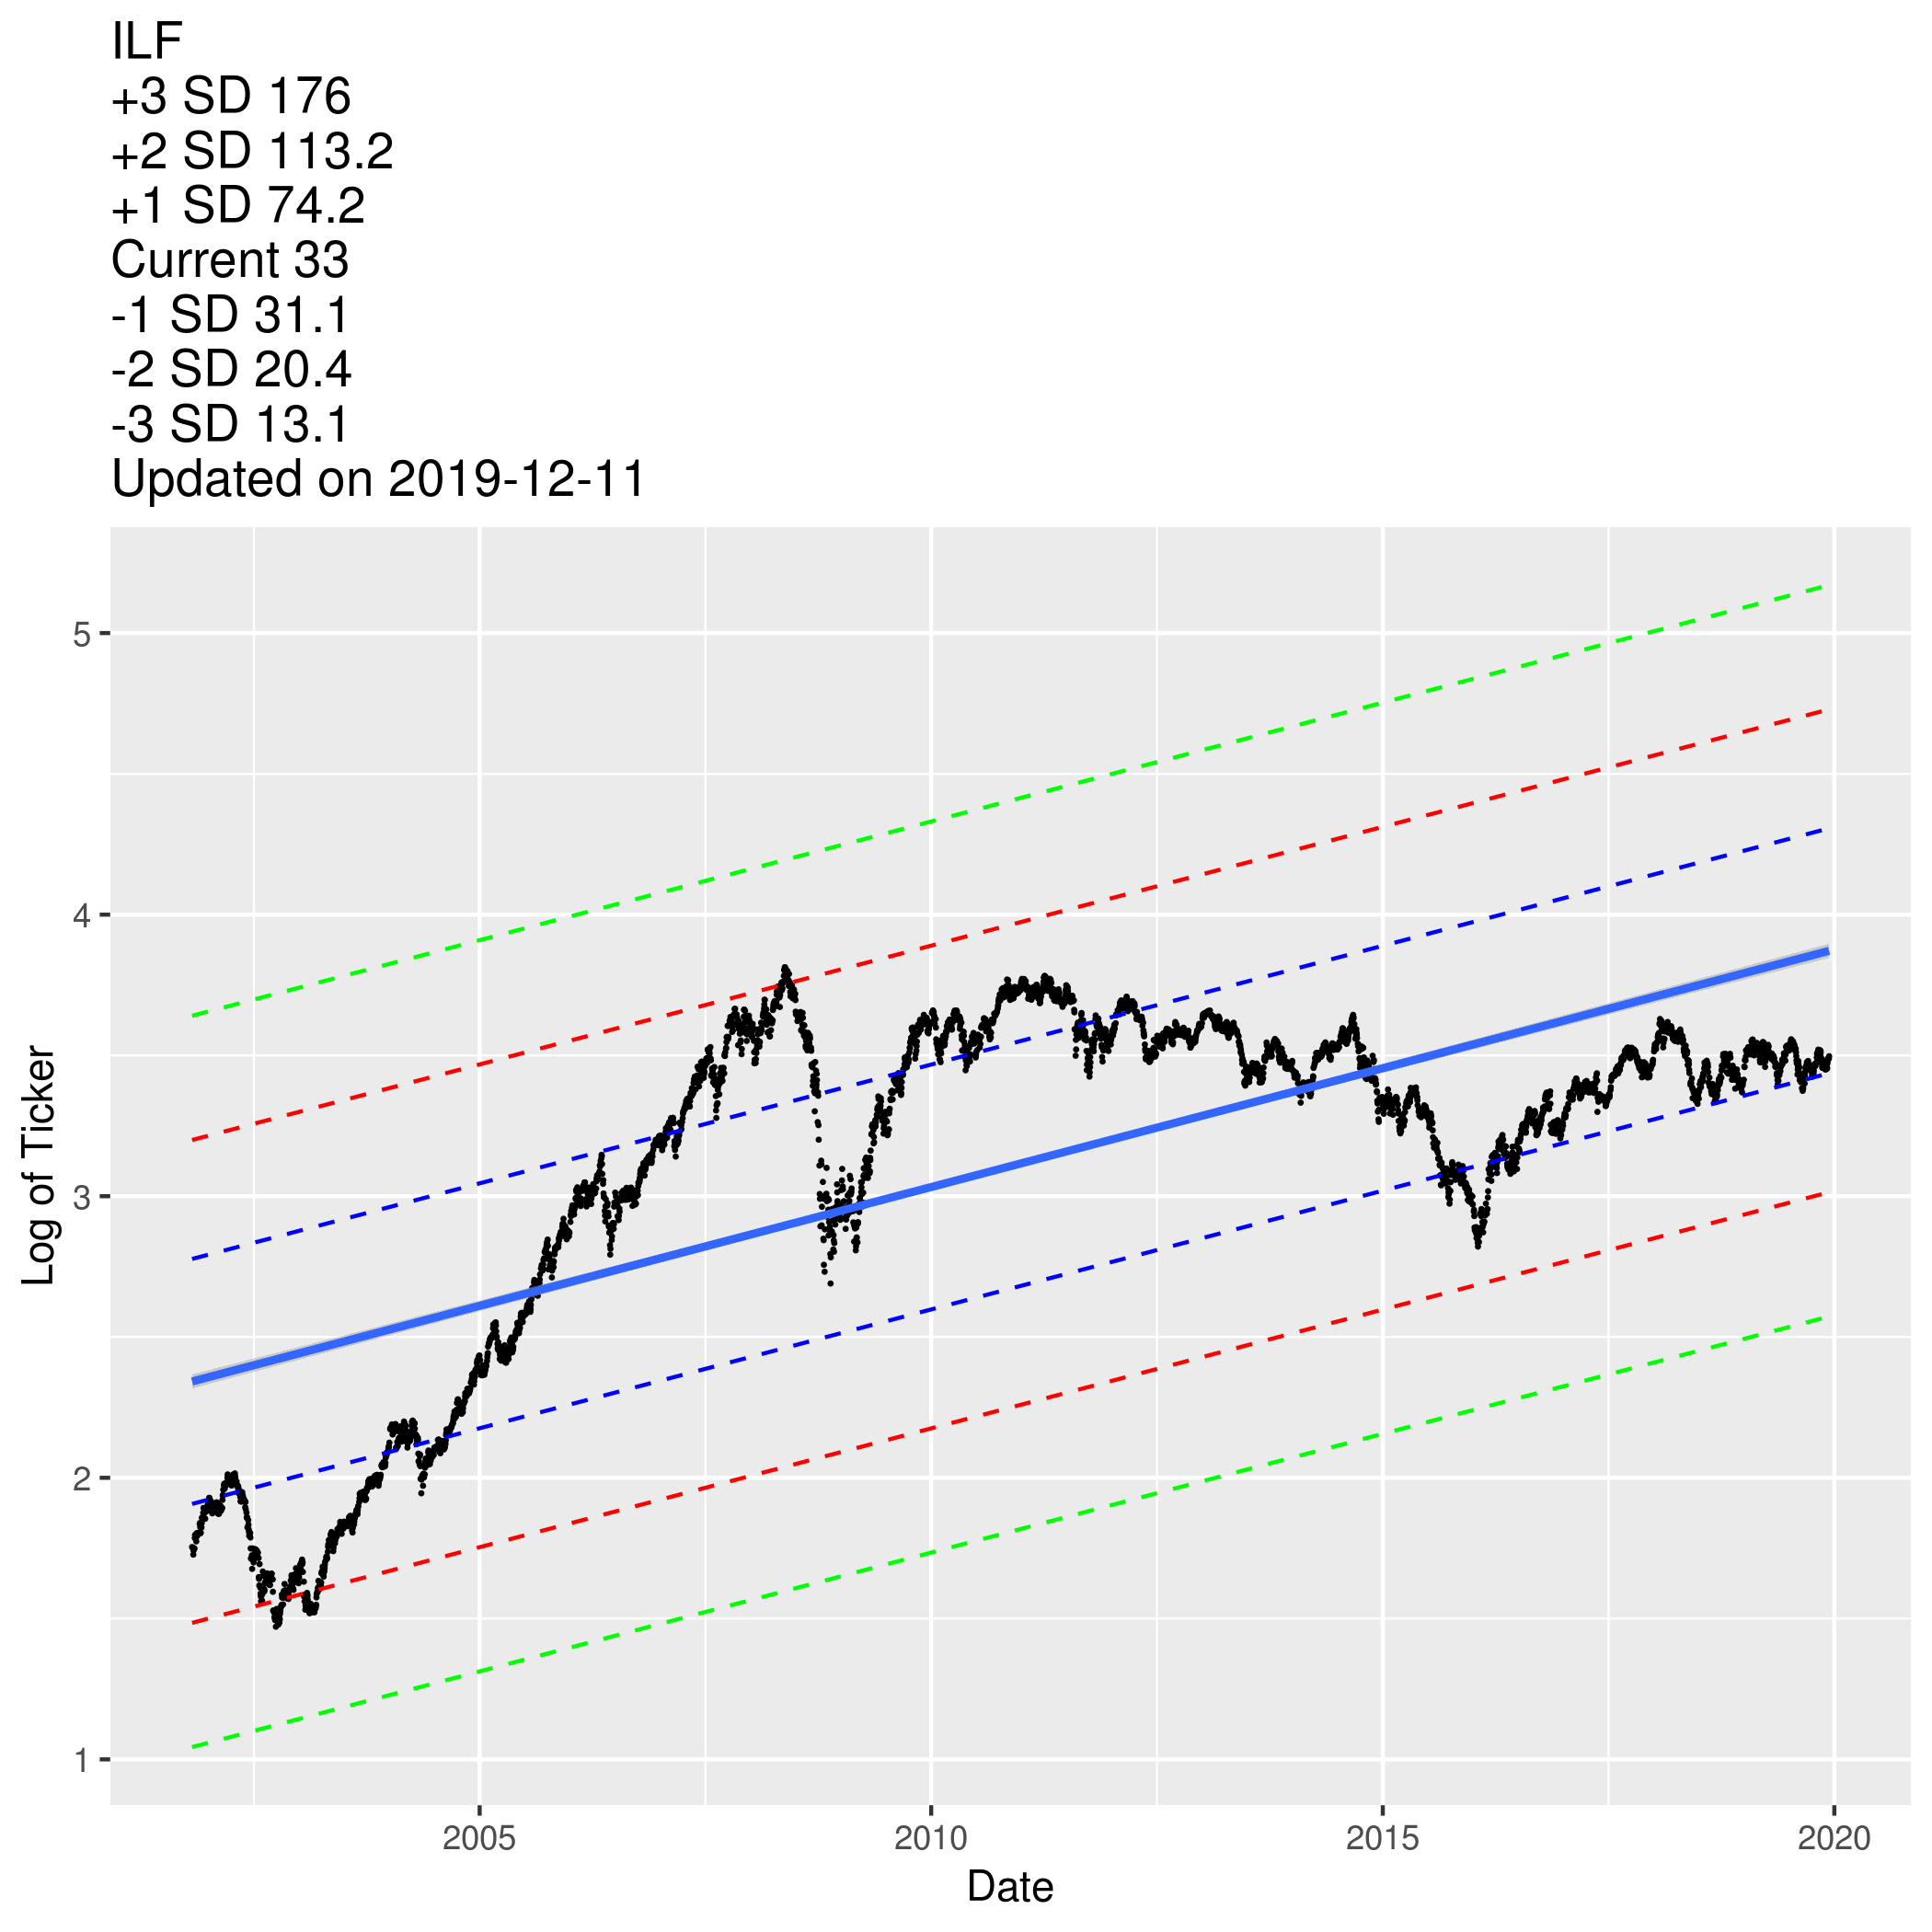 ILF
+3 SD 176
+2 SD 113.2
+1 SD 74.2
Current 33
-1 SD 31.1
-2 SD 20.4
-3 SD 13.1
Updated on 2019-12-11
5
4
3
2
1
Log of Ticker
2005 2010 2015 2020
Date